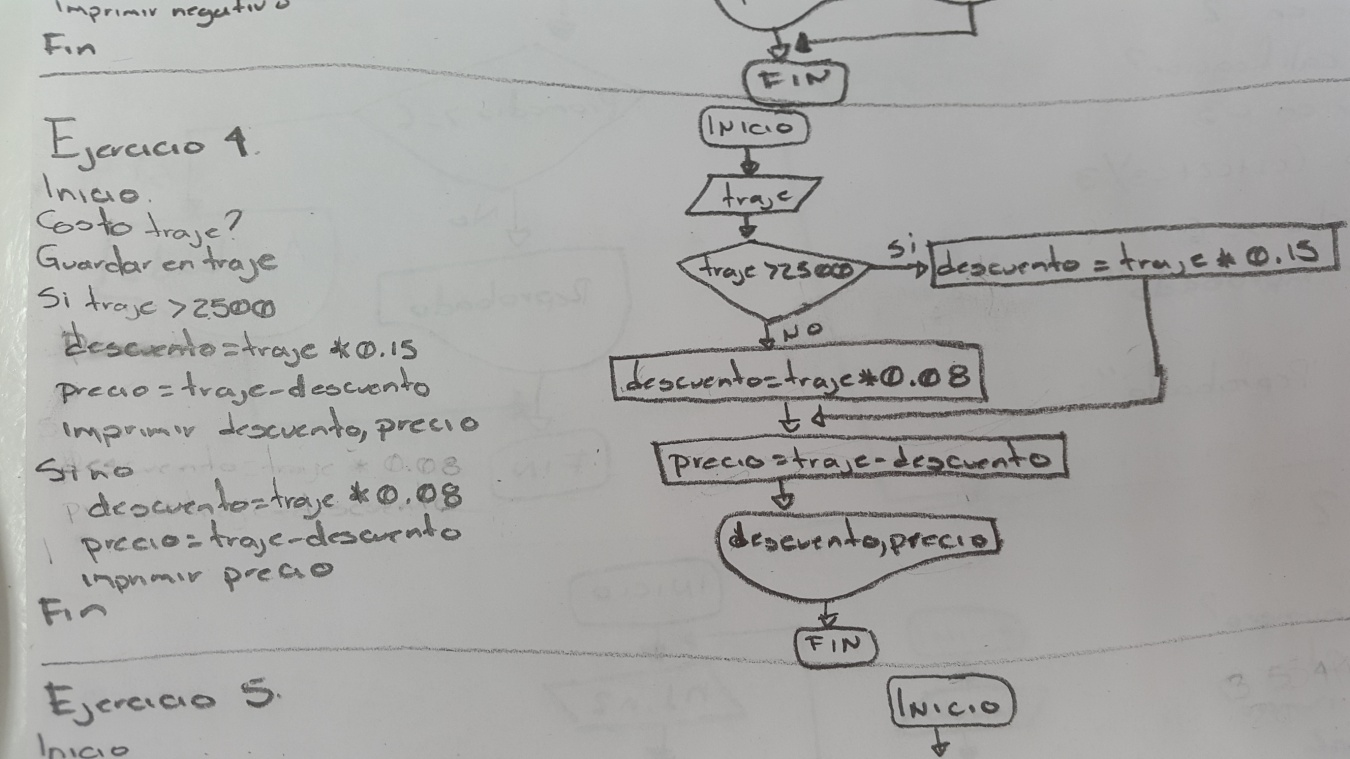 Imprimir negativo
Fin
FIN
Ejercicio 4.
Inicio.
Costo traje?
Guardar en traje
Si traje >2500
descuento=traje *0.15
precio=traje-descuento
Imprimir descuento, precio
Si no
descuento=traje *0.08
precio=traje-descuento
imprimir precio
Fin
INICIO
traje
traje >2500
Si
descuento = traje * 0.15
NO
descuento=traje*0.08
precio=traje-descuento
descuento, precio
FIN
Ejercicio 5.
Inicio
INICIO